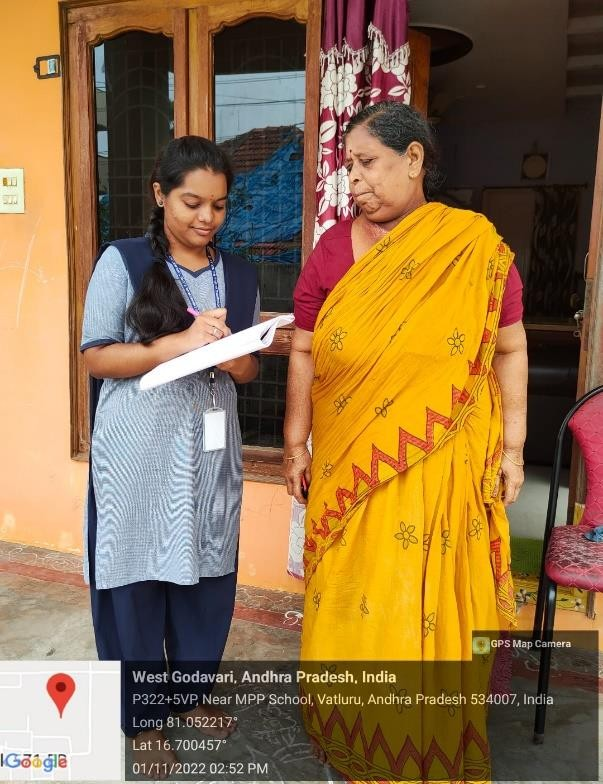 GPS Map Camera
West Godavari, Andhra Pradesh, India
P322+5VP, Near MPP School, Vatluru, Andhra Pradesh 534007, India
Long 81.052217°
Lat 16.700457°
01/11/2022 02:52 PM
Google